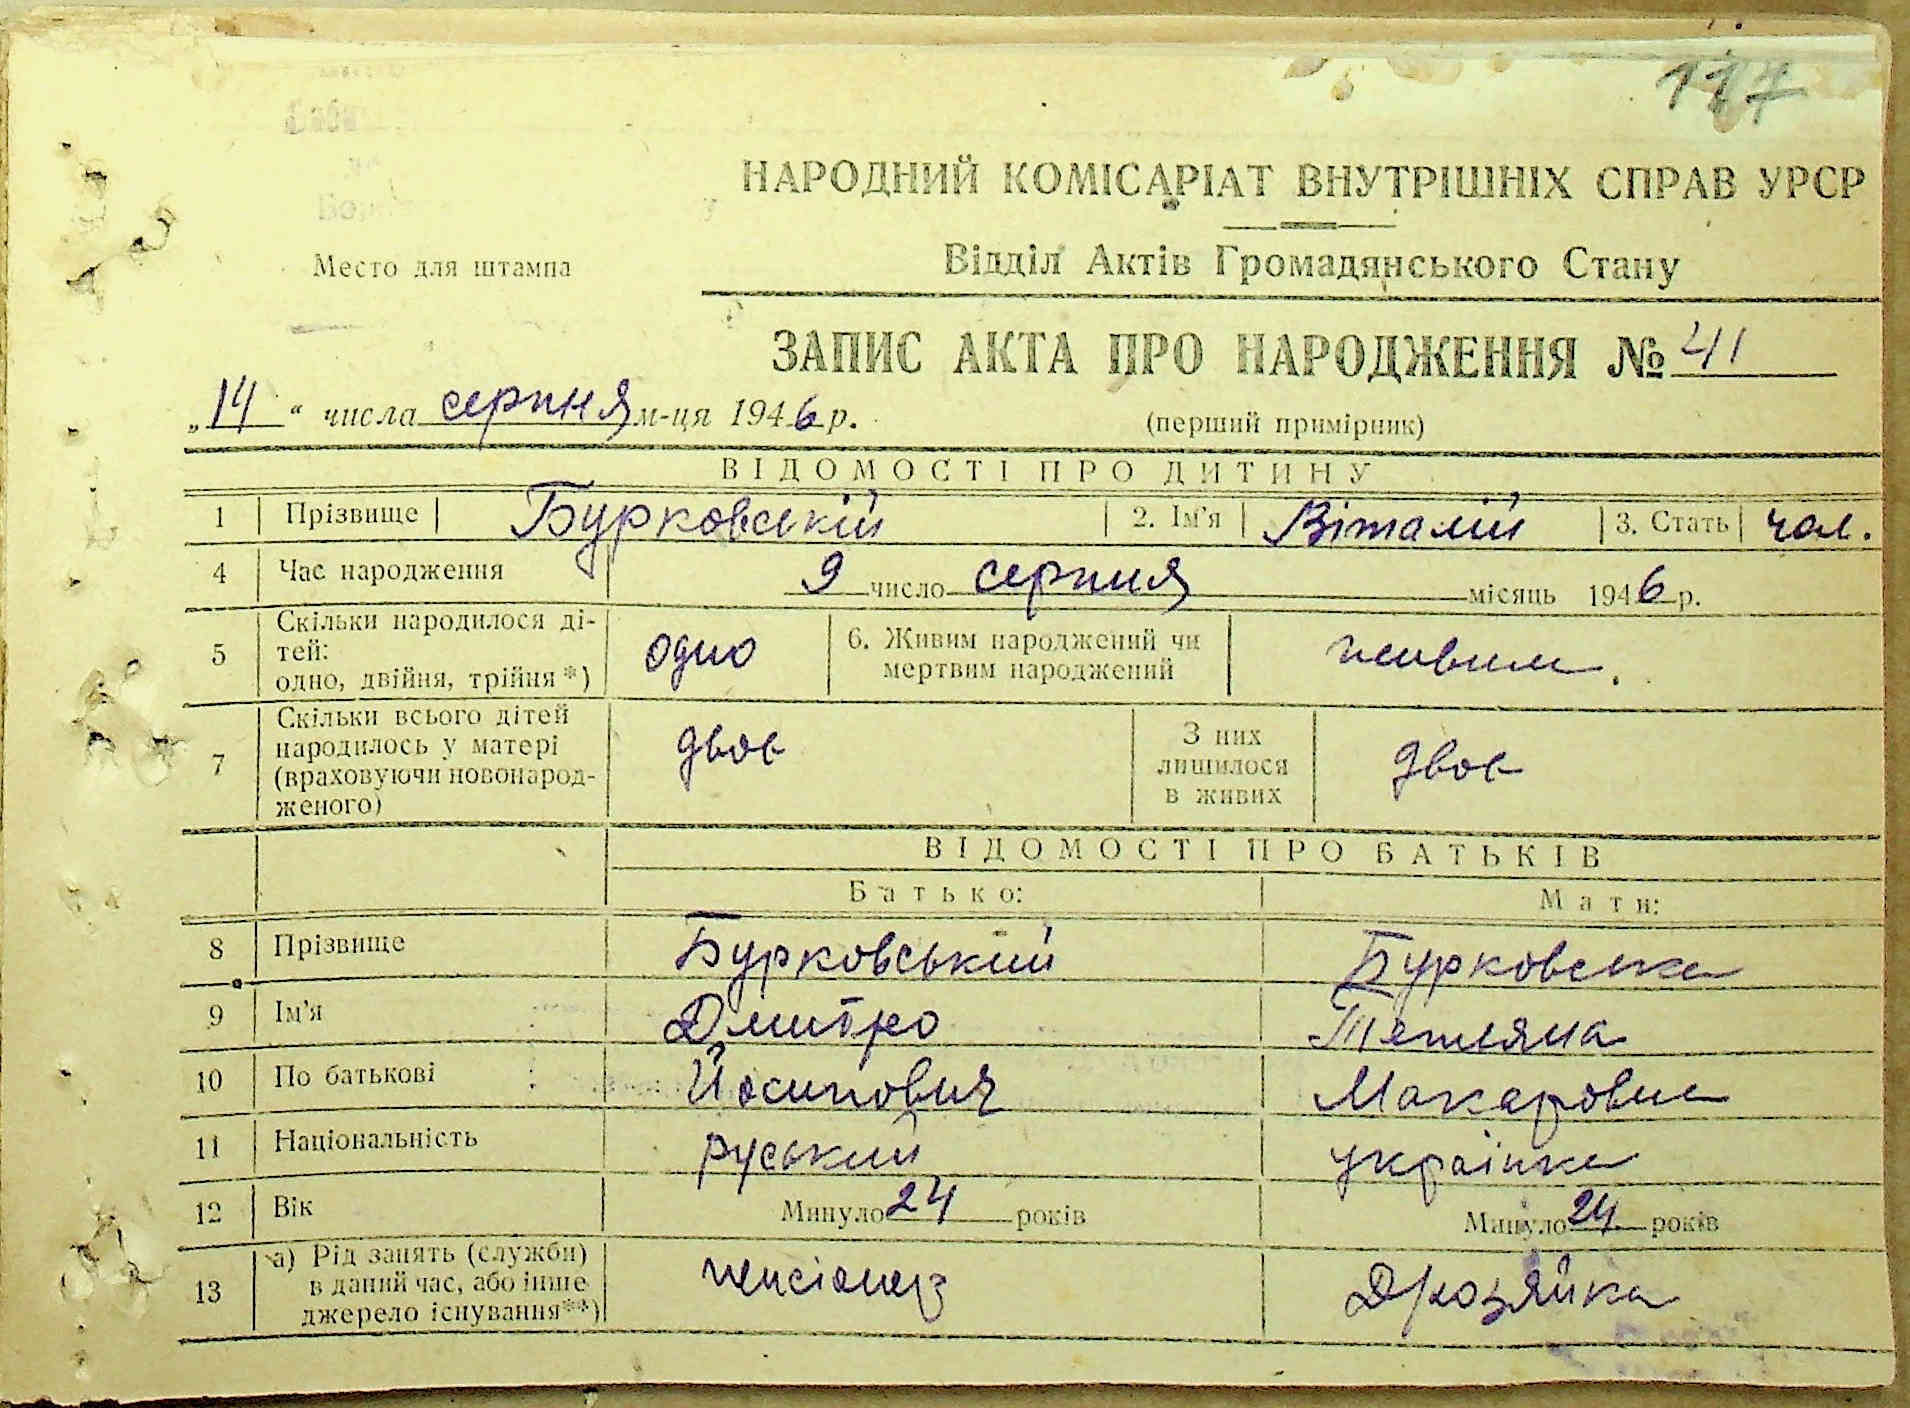 117
НАРОДНИЙ КОМІСАРІАТ ВНУТРІШНІХ СПРАВ УРСР
Место для штампа
Відділ Актів Громадянського Стану
ЗАПИС АКТА ПРО НАРОДЖЕННЯ № 41
„14“ числа серпня м-ця 1946 р.
(перший примірник)
ВІДОМОСТІ ПРО ДИТИНУ
1 Прізвище Бурковський 2. Ім'я Віталій 3. Стать чол.
4 Час народження 9 число серпня місяць 1946 р.
5 Скільки народилося ді-
тей:
одно, двійня, трійня*) одно 6. Живим народжений чи
мертвим народжений живим.
7 Скільки всього дітей
народилось у матері
(враховуючи новонарод-
женого) двоє З них
лишилося
в живих двоє
ВІДОМОСТІ ПРО БАТЬКІВ
Батько: Мати:
8 Прізвище Бурковський Бурковська
9 Ім'я Дмитро Тетяна
10 По батькові Йосипович Макаровна
11 Національність руський українка
12 Вік Минуло 24 років Минуло 24 років
13 а) Рід занять (служби)
в даний час, або інше
джерело існування**) пенсіонер